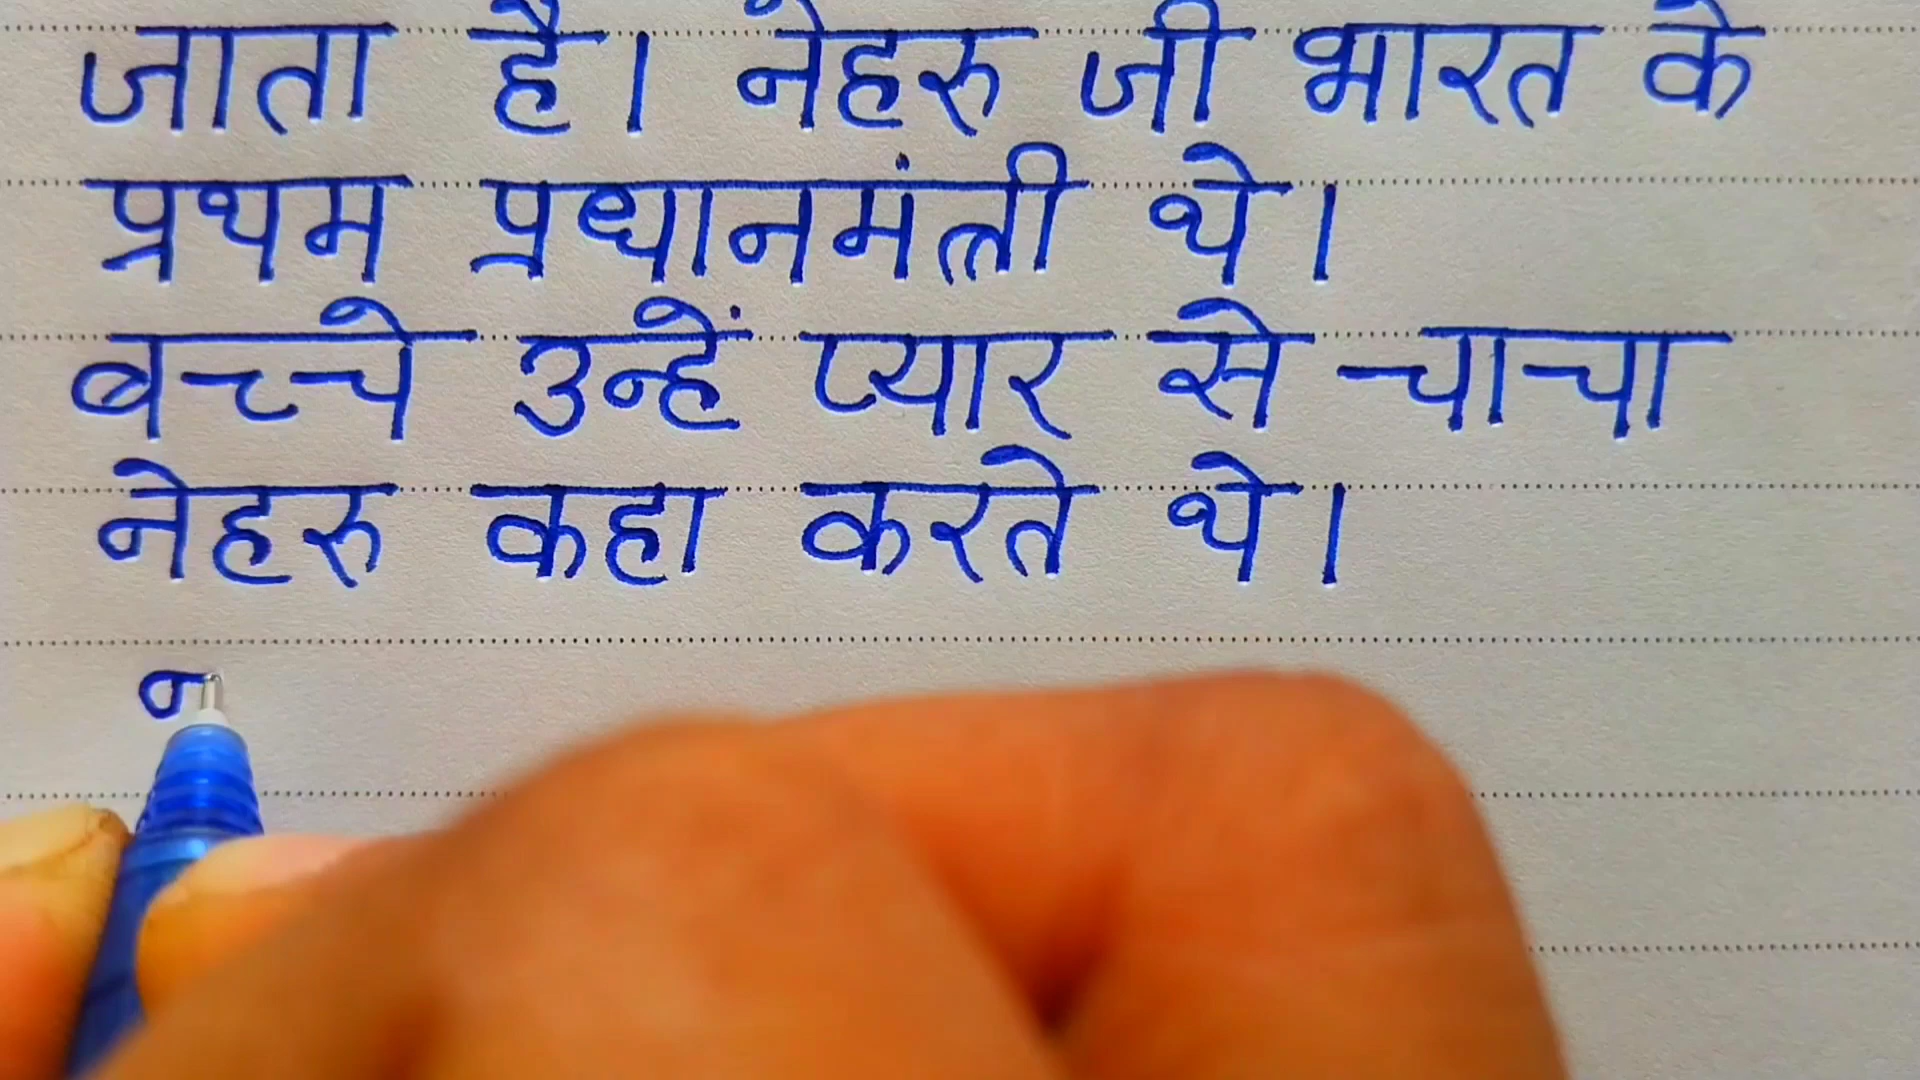 जाता है। नेहरु जी भारत के
प्रथम प्रधानमंत्री थे।
बच्चे उन्हें प्यार से चाचा
नेहरु कहा करते थे।